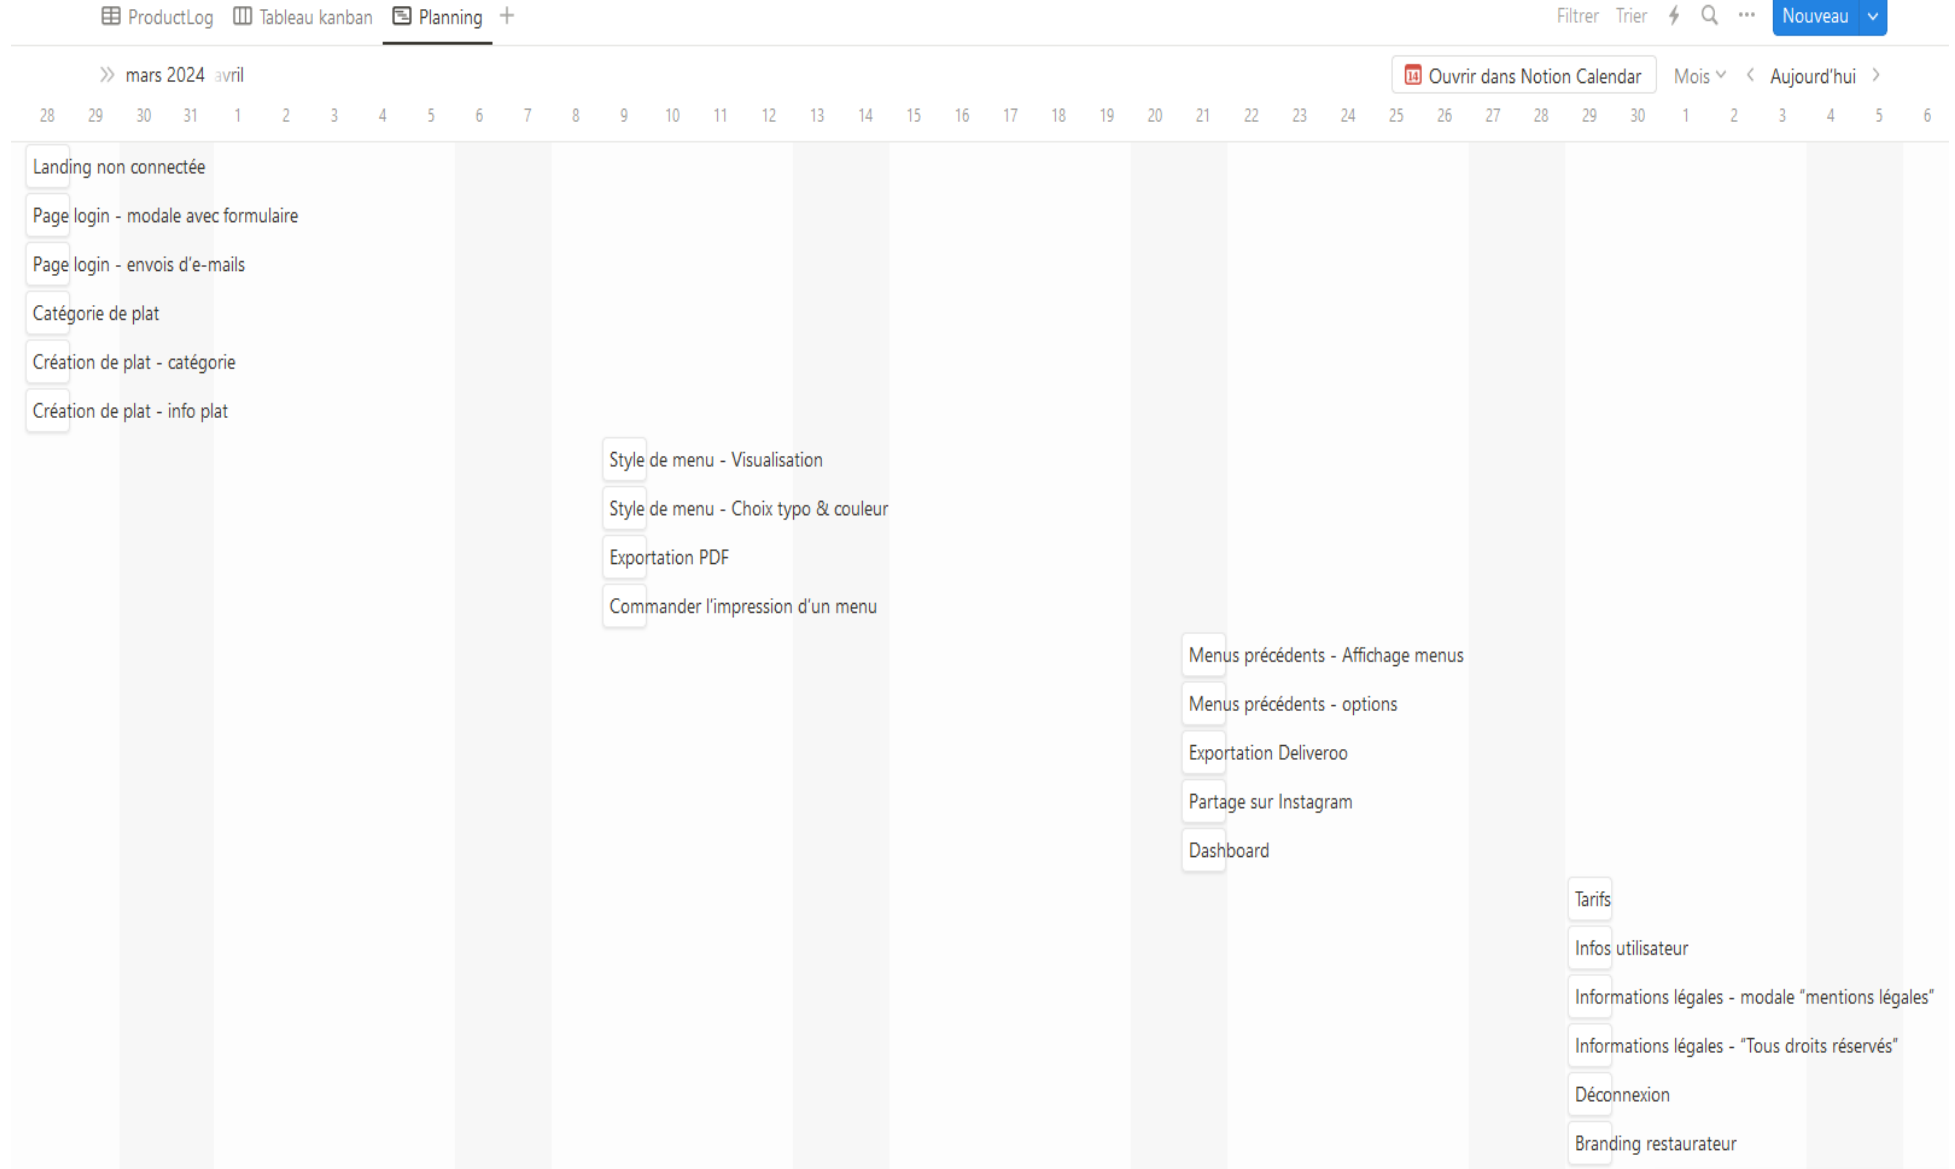 ProductLog Tableau kanban Planning + Filtrer Trier ... Nouveau
mars 2024 avril 14 Ouvrir dans Notion Calendar Mois Aujourd'hui
28 29 30 31 1 2 3 4 5 6 7 8 9 10 11 12 13 14 15 16 17 18 19 20 21 22 23 24 25 26 27 28 29 30 1 2 3 4 5 6
Landing non connectée
Page login - modale avec formulaire
Page login - envois d'e-mails
Catégorie de plat
Création de plat - catégorie
Création de plat - info plat
Style de menu - Visualisation
Style de menu - Choix typo & couleur
Exportation PDF
Commander l'impression d'un menu
Menus précédents - Affichage menus
Menus précédents - options
Exportation Deliveroo
Partage sur Instagram
Dashboard
Tarifs
Infos utilisateur
Informations légales - modale “mentions légales”
Informations légales - “Tous droits réservés”
Déconnexion
Branding restaurateur